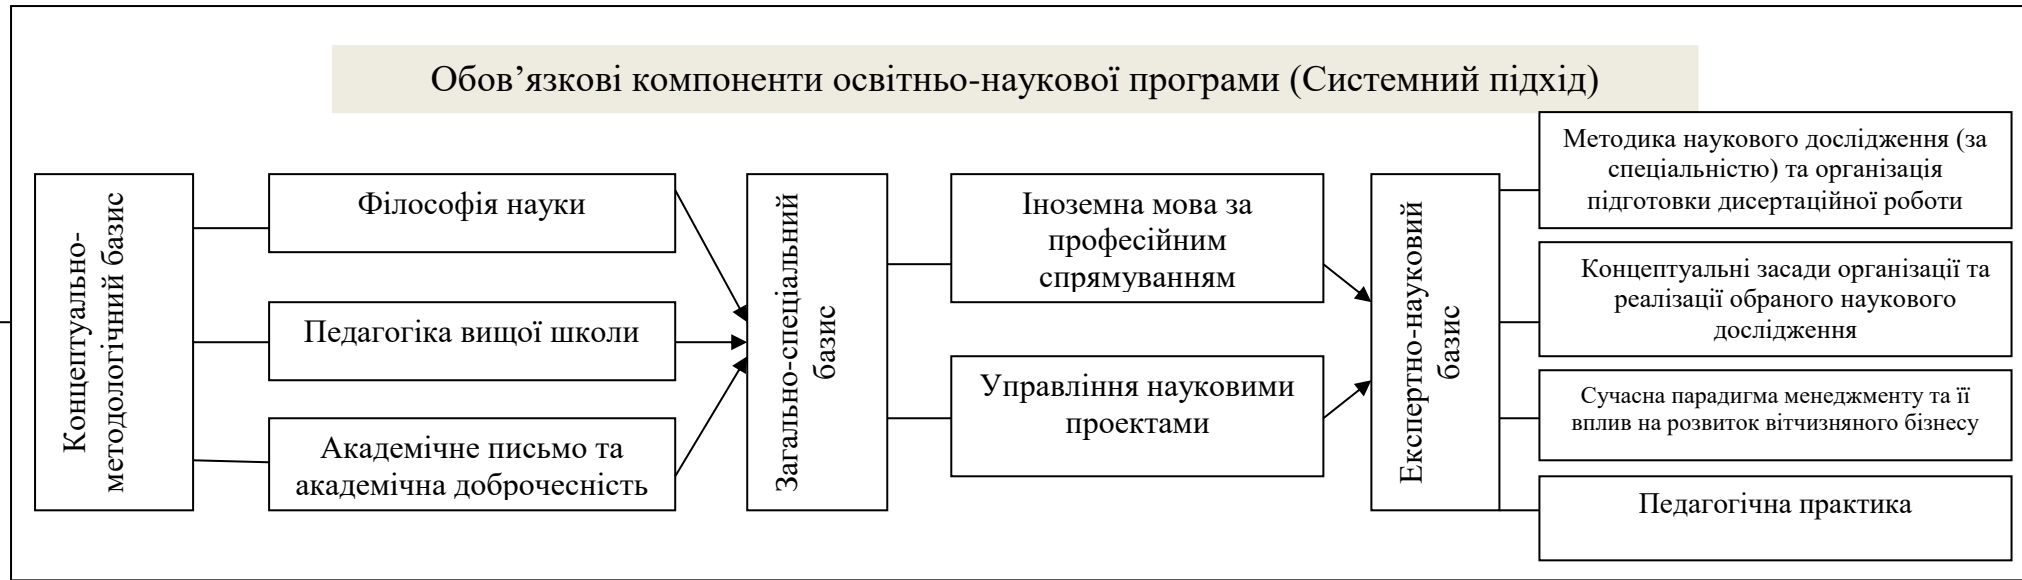 Обов’язкові компоненти освітньо-наукової програми (Системний підхід)
Концептуально-
методологічний базис
Філософія науки
Педагогіка вищої школи
Академічне письмо та
академічна доброчесність
Загально-спеціальний
базис
Іноземна мова за
професійним
спрямуванням
Управління науковими
проектами
Експертно-науковий
базис
Методика наукового дослідження (за
спеціальністю) та організація
підготовки дисертаційної роботи
Концептуальні засади організації та
реалізації обраного наукового
дослідження
Сучасна парадигма менеджменту та її
вплив на розвиток вітчизняного бізнесу
Педагогічна практика